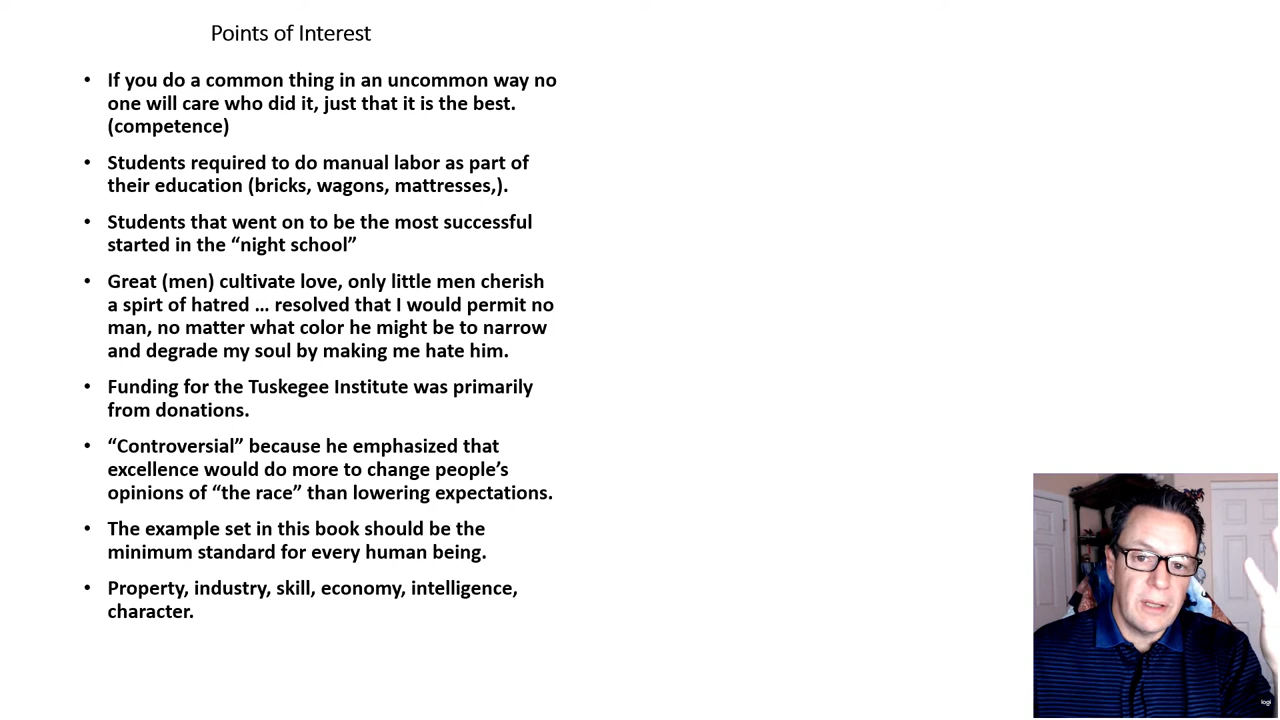 Points of Interest
• If you do a common thing in an uncommon way no
one will care who did it, just that it is the best.
(competence)
• Students required to do manual labor as part of
their education (bricks, wagons, mattresses,).
• Students that went on to be the most successful
started in the “night school”
• Great (men) cultivate love, only little men cherish
a spirt of hatred … resolved that I would permit no
man, no matter what color he might be to narrow
and degrade my soul by making me hate him.
• Funding for the Tuskegee Institute was primarily
from donations.
• “Controversial” because he emphasized that
excellence would do more to change people’s
opinions of “the race” than lowering expectations.
• The example set in this book should be the
minimum standard for every human being.
• Property, industry, skill, economy, intelligence,
character.
logi